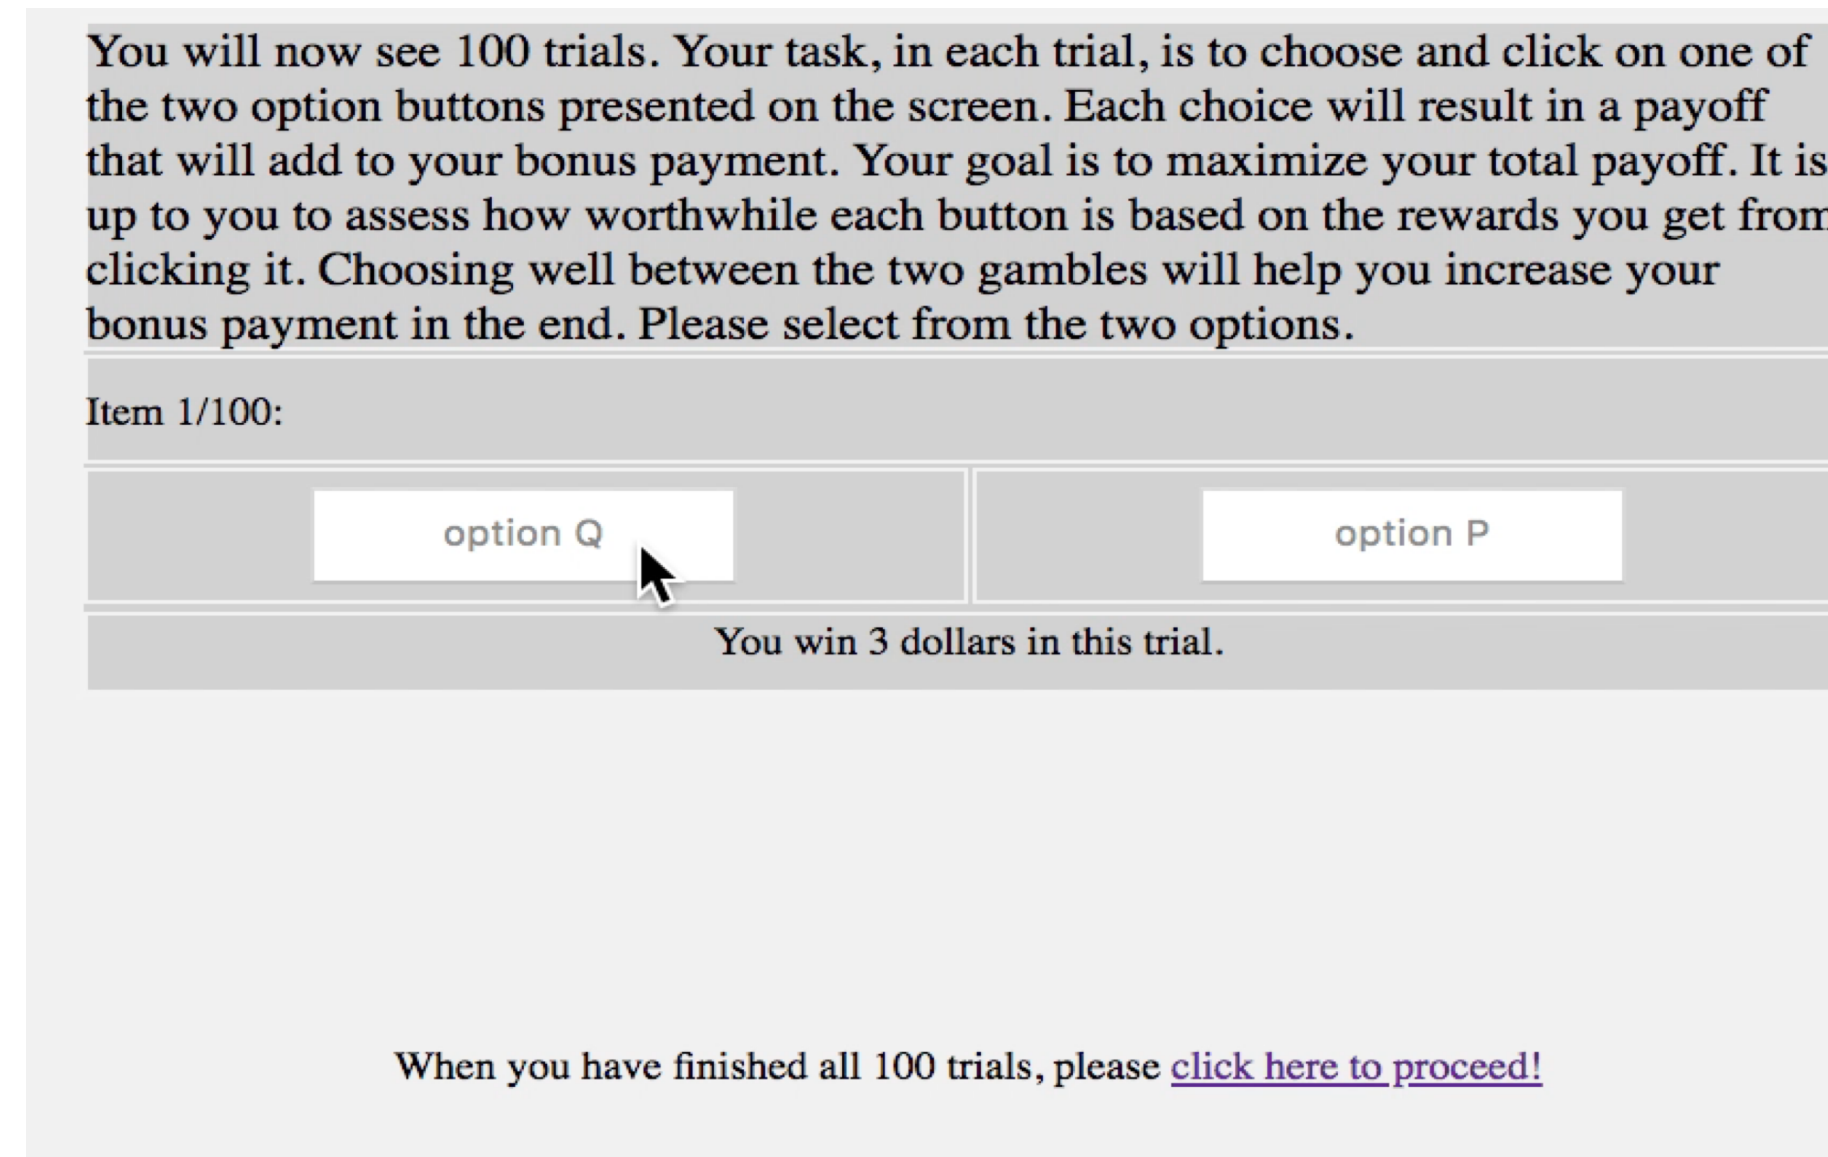 You will now see 100 trials. Your task, in each trial, is to choose and click on one of
the two option buttons presented on the screen. Each choice will result in a payoff
that will add to your bonus payment. Your goal is to maximize your total payoff. It is
up to you to assess how worthwhile each button is based on the rewards you get from
clicking it. Choosing well between the two gambles will help you increase your
bonus payment in the end. Please select from the two options.
Item 1/100:
option Q option P
You win 3 dollars in this trial.
When you have finished all 100 trials, please click here to proceed!